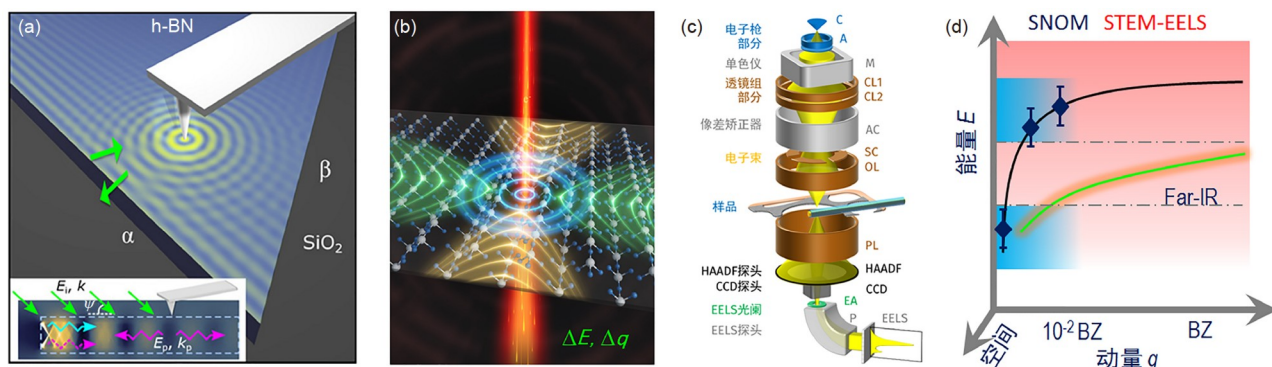 (a)
h-BN
α
β
SiO₂
Eᵢ, k
ψ
Eₚ, kₚ
(b)
ΔE, Δq
(c)
电子枪
部分
单色仪
透镜组
部分
像差矫正器
电子束
样品
HAADF探头
CCD探头
EELS光阑
EELS探头
C
A
M
CL1
CL2
AC
SC
OL
PL
HAADF
CCD
EA
P
EELS
(d)
SNOM STEM-EELS
能量 E
Far-IR
空间
10⁻² BZ
BZ
动量 q